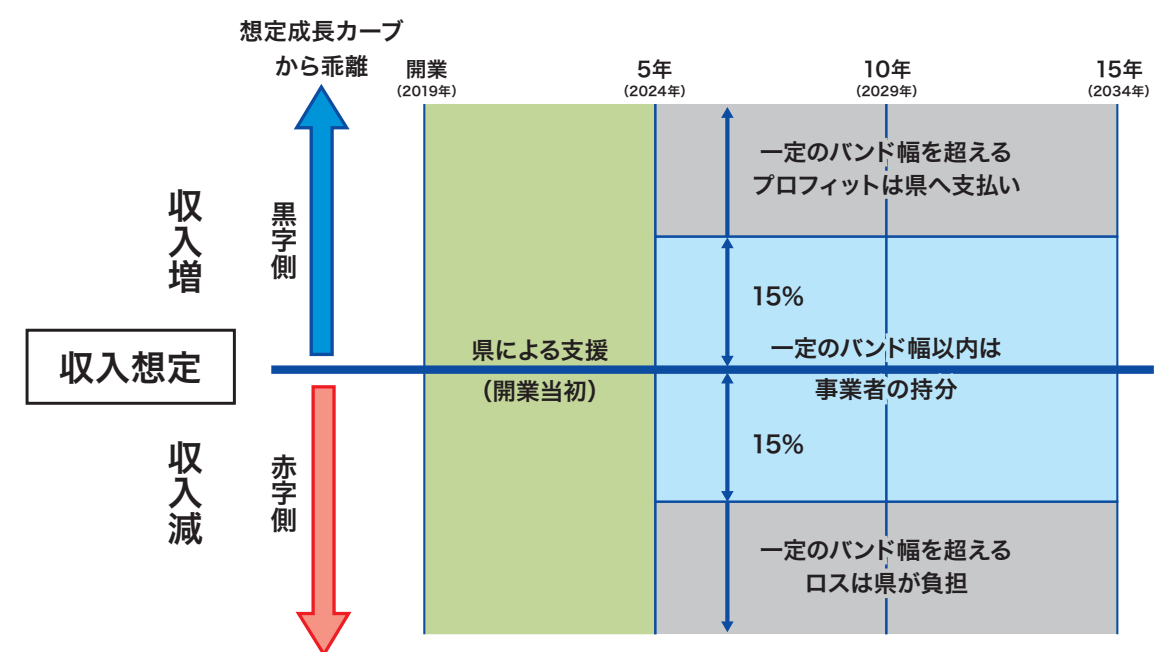 想定成長カーブ
から乖離
開業
(2019年)
5年
(2024年)
10年
(2029年)
15年
(2034年)
収入増
黒字側
一定のバンド幅を超える
プロフィットは県へ支払い
15%
収入想定
県による支援
(開業当初)
一定のバンド幅以内は
事業者の持分
15%
収入減
赤字側
一定のバンド幅を超える
ロスは県が負担